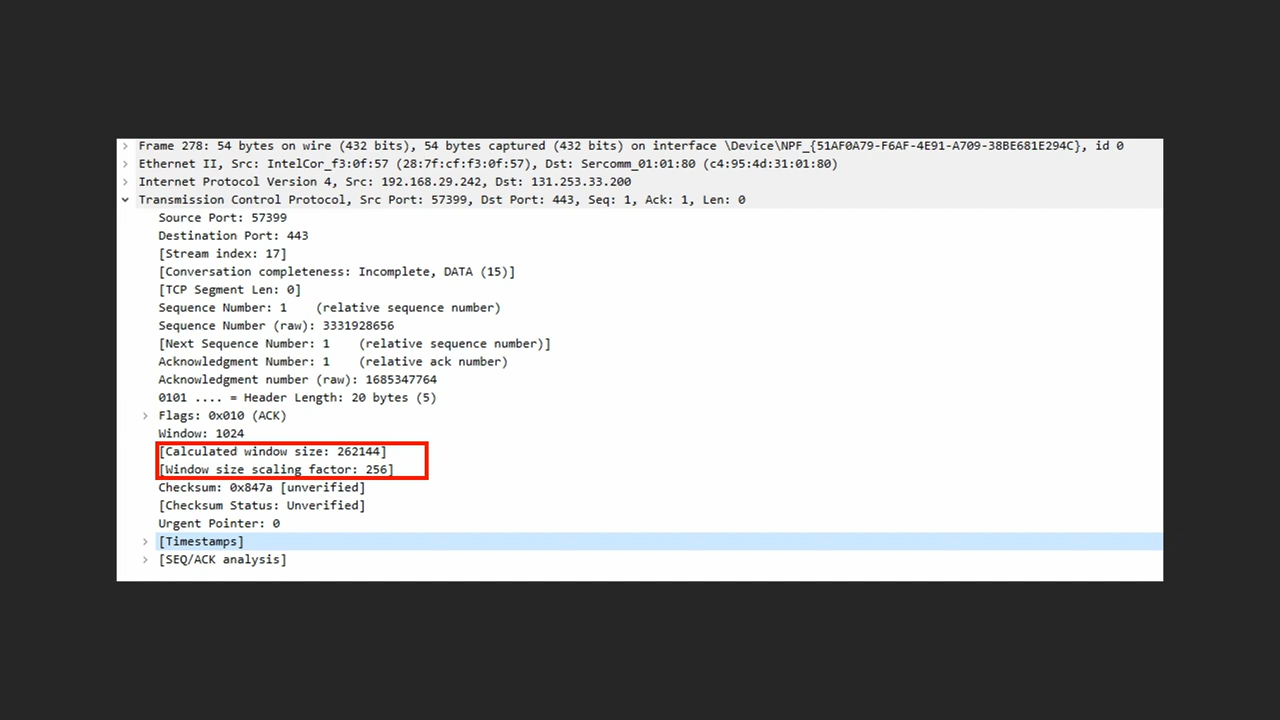 Frame 278: 54 bytes on wire (432 bits), 54 bytes captured (432 bits) on interface \Device\NPF_{51AF0A79-F6AF-4E91-A709-38BE681E294C}, id 0
Ethernet II, Src: IntelCor_f3:0f:57 (28:7f:cf:f3:0f:57), Dst: Sercomm_01:01:80 (c4:95:4d:31:01:80)
Internet Protocol Version 4, Src: 192.168.29.242, Dst: 131.253.33.200
Transmission Control Protocol, Src Port: 57399, Dst Port: 443, Seq: 1, Ack: 1, Len: 0
Source Port: 57399
Destination Port: 443
[Stream index: 17]
[Conversation completeness: Incomplete, DATA (15)]
[TCP Segment Len: 0]
Sequence Number: 1    (relative sequence number)
Sequence Number (raw): 3331928656
[Next Sequence Number: 1    (relative sequence number)]
Acknowledgment Number: 1    (relative ack number)
Acknowledgment number (raw): 1685347764
0101 .... = Header Length: 20 bytes (5)
Flags: 0x010 (ACK)
Window: 1024
[Calculated window size: 262144]
[Window size scaling factor: 256]
Checksum: 0x847a [unverified]
[Checksum Status: Unverified]
Urgent Pointer: 0
[Timestamps]
[SEQ/ACK analysis]